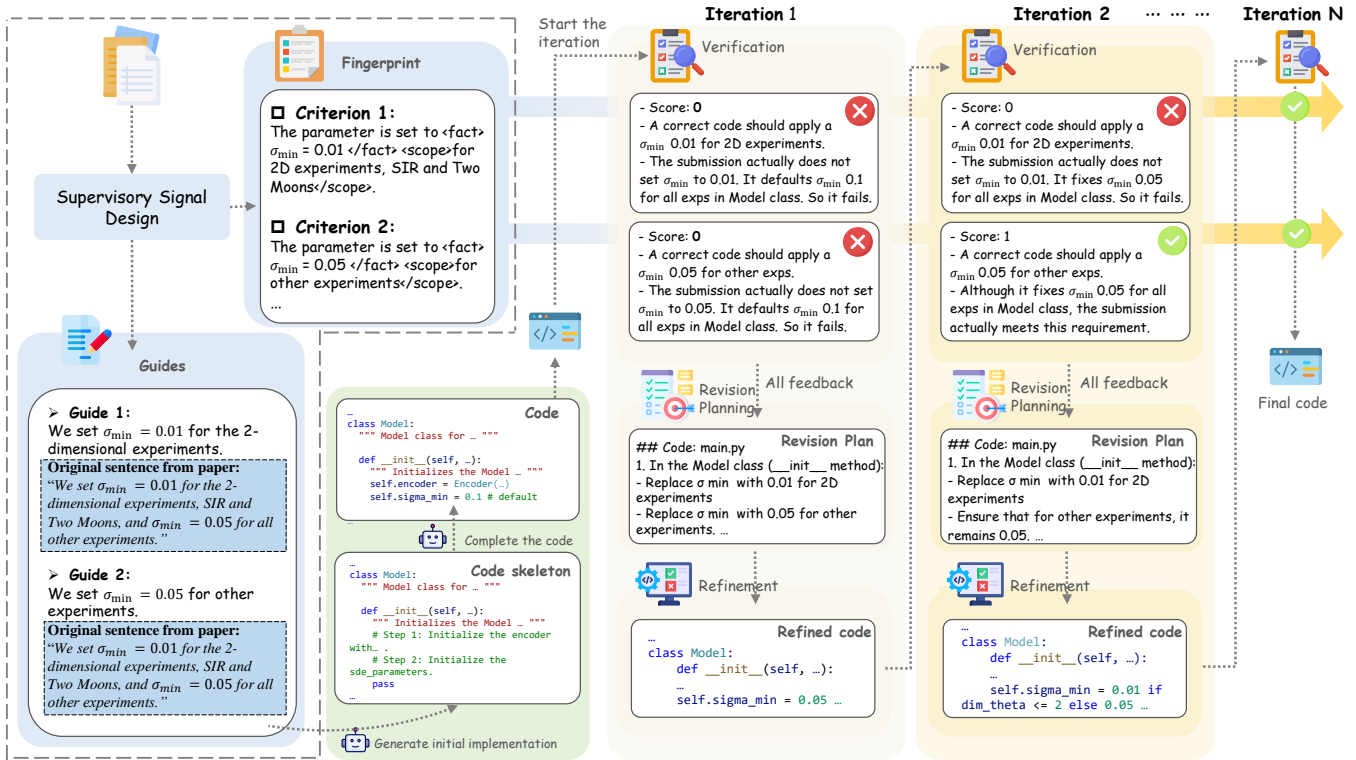 Supervisory Signal
Design
Fingerprint
Criterion 1:
The parameter is set to <fact>
σmin = 0.01 </fact> <scope>for
2D experiments, SIR and Two
Moons</scope>.
Criterion 2:
The parameter is set to <fact>
σmin = 0.05 </fact> <scope>for
other experiments</scope>.
…
Guides
➢ Guide 1:
We set σmin = 0.01 for the 2-
dimensional experiments.
Original sentence from paper:
“We set σmin = 0.01 for the 2-
dimensional experiments, SIR and
Two Moons, and σmin = 0.05 for all
other experiments.”
➢ Guide 2:
We set σmin = 0.05 for other
experiments.
Original sentence from paper:
“We set σmin = 0.01 for the 2-
dimensional experiments, SIR and
Two Moons, and σmin = 0.05 for all
other experiments.”
Generate initial implementation
Code skeleton
…
class Model:
""" Model class for … """
def __init__(self, …):
""" Initializes the Model … """
# Step 1: Initialize the encoder
with… .
# Step 2: Initialize the
sde_parameters.
pass
…
Complete the code
Code
…
class Model:
""" Model class for … """
def __init__(self, …):
""" Initializes the Model … """
self.encoder = Encoder(…)
self.sigma_min = 0.1 # default
…
Start the
iteration
Iteration 1
Verification
- Score: 0
- A correct code should apply a
σmin 0.01 for 2D experiments.
- The submission actually does not
set σmin to 0.01. It defaults σmin 0.1
for all exps in Model class. So it fails.
- Score: 0
- A correct code should apply a
σmin 0.05 for other exps.
- The submission actually does not set
σmin to 0.05. It defaults σmin 0.1 for
all exps in Model class. So it fails.
All feedback
Revision
Planning
Revision Plan
## Code: main.py
1. In the Model class (__init__ method):
- Replace σ min with 0.01 for 2D
experiments
- Replace σ min with 0.05 for other
experiments. …
Refinement
Refined code
…
class Model:
def __init__(self, …):
…
self.sigma_min = 0.05 …
Iteration 2
Verification
- Score: 0
- A correct code should apply a
σmin 0.01 for 2D experiments.
- The submission actually does not
set σmin to 0.01. It fixes σmin 0.05
for all exps in Model class. So it fails.
- Score: 1
- A correct code should apply a
σmin 0.05 for other exps.
- Although it fixes σmin 0.05 for all
exps in Model class, the submission
actually meets this requirement.
All feedback
Revision
Planning
Revision Plan
## Code: main.py
1. In the Model class (__init__ method):
- Replace σ min with 0.01 for 2D
experiments
- Ensure that for other experiments, it
remains 0.05. …
Refinement
Refined code
…
class Model:
def __init__(self, …):
…
self.sigma_min = 0.01 if
dim_theta <= 2 else 0.05 …
… … …
Iteration N
Final code